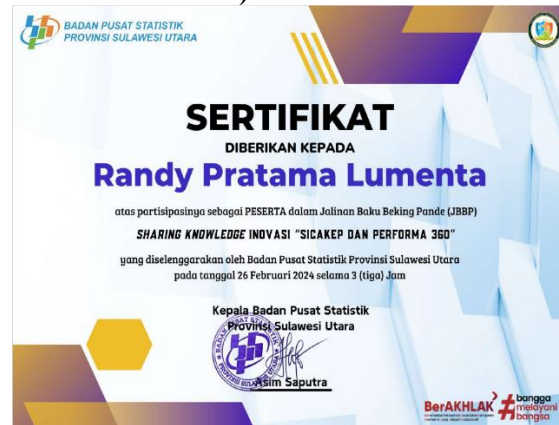 )
BADAN PUSAT STATISTIK
PROVINSI SULAWESI UTARA
SERTIFIKAT
DIBERIKAN KEPADA
Randy Pratama Lumenta
atas partisipasinya sebagai PESERTA dalam Jalinan Baku Beking Pande (JBBP)
SHARING KNOWLEDGE INOVASI "SICAKEP DAN PERFORMA 360"
yang diselenggarakan oleh Badan Pusat Statistik Provinsi Sulawesi Utara
pada tanggal 26 Februari 2024 selama 3 (tiga) Jam
Kepala Badan Pusat Statistik
Provinsi Sulawesi Utara
Asim Saputra
BerAKHLAK
#bangga
melayani
bangsa